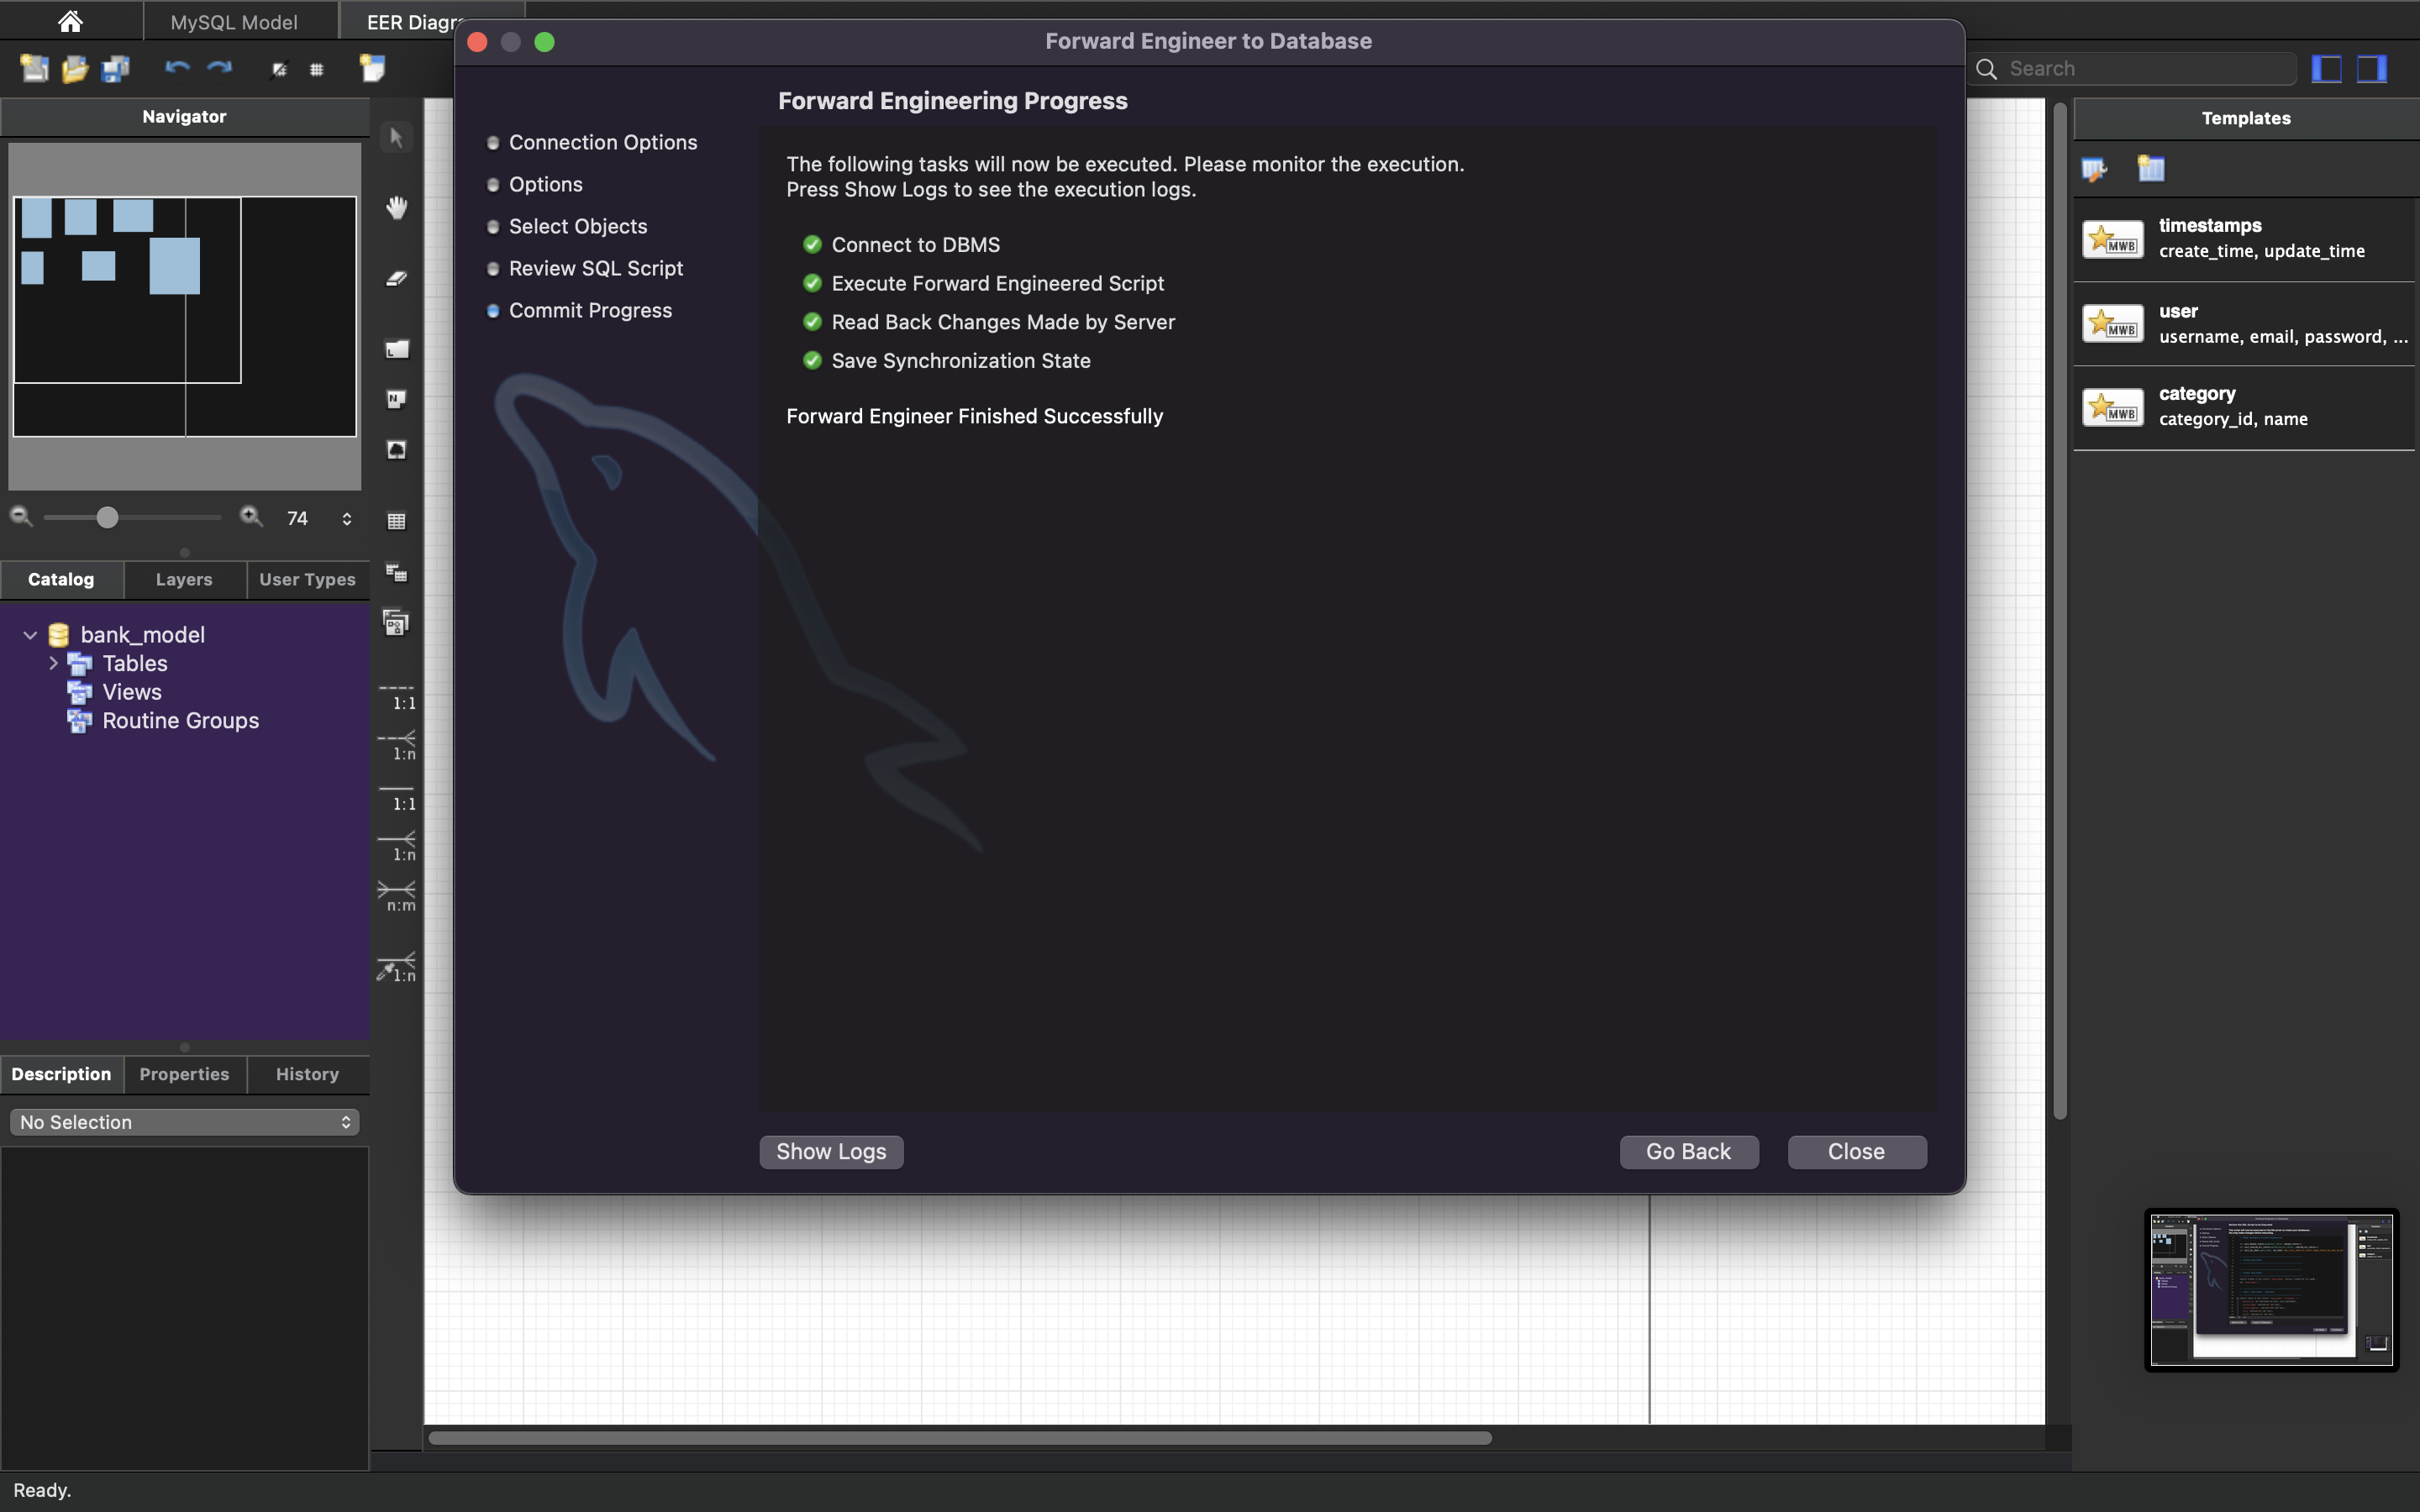 MySQL Model
EER Diagra
Forward Engineer to Database
Search
Navigator
74
Catalog
Layers
User Types
bank_model
Tables
Views
Routine Groups
Description
Properties
History
No Selection
Ready.
L
N
1:1
1:n
1:1
1:n
n:m
1:n
Connection Options
Options
Select Objects
Review SQL Script
Commit Progress
Forward Engineering Progress
The following tasks will now be executed. Please monitor the execution.
Press Show Logs to see the execution logs.
Connect to DBMS
Execute Forward Engineered Script
Read Back Changes Made by Server
Save Synchronization State
Forward Engineer Finished Successfully
Show Logs
Go Back
Close
Templates
MWB
timestamps
create_time, update_time
MWB
user
username, email, password, ...
MWB
category
category_id, name